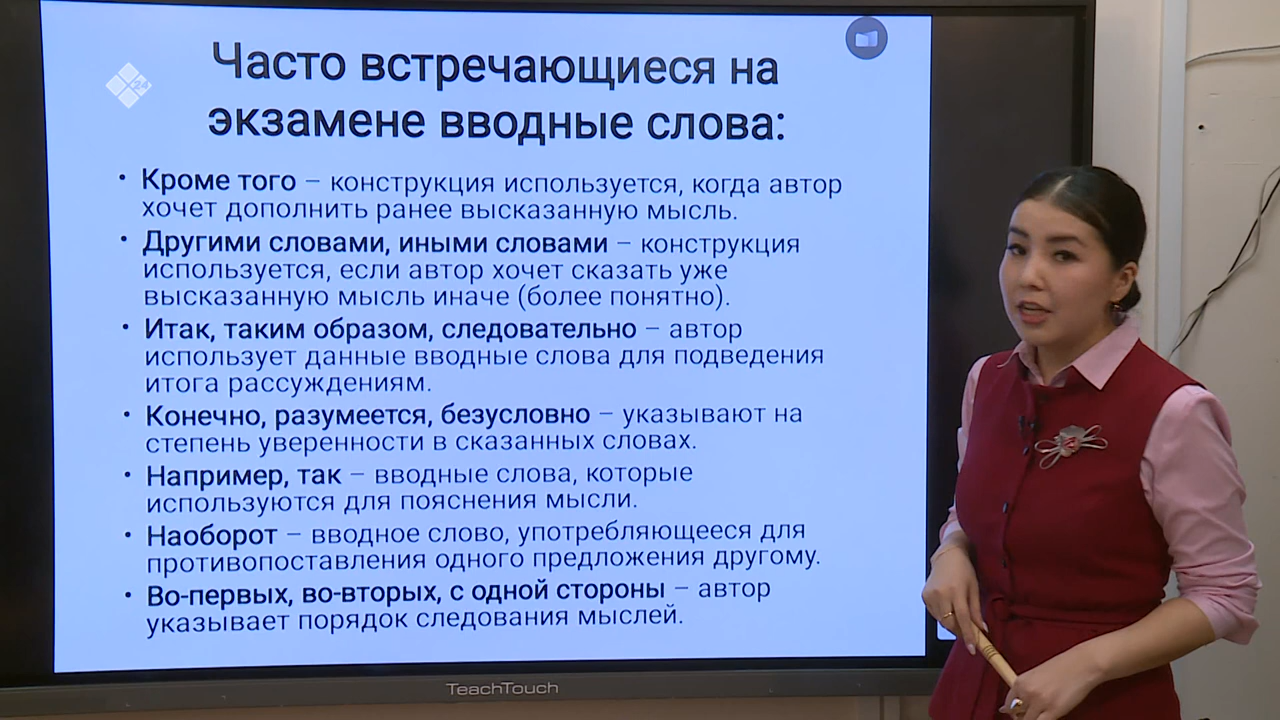 Часто встречающиеся на
экзамене вводные слова:
24
• Кроме того – конструкция используется, когда автор
хочет дополнить ранее высказанную мысль.
• Другими словами, иными словами – конструкция
используется, если автор хочет сказать уже
высказанную мысль иначе (более понятно).
• Итак, таким образом, следовательно – автор
использует данные вводные слова для подведения
итога рассуждениям.
• Конечно, разумеется, безусловно – указывают на
степень уверенности в сказанных словах.
• Например, так – вводные слова, которые
используются для пояснения мысли.
• Наоборот – вводное слово, употребляющееся для
противопоставления одного предложения другому.
• Во-первых, во-вторых, с одной стороны – автор
указывает порядок следования мыслей.
TeachTouch